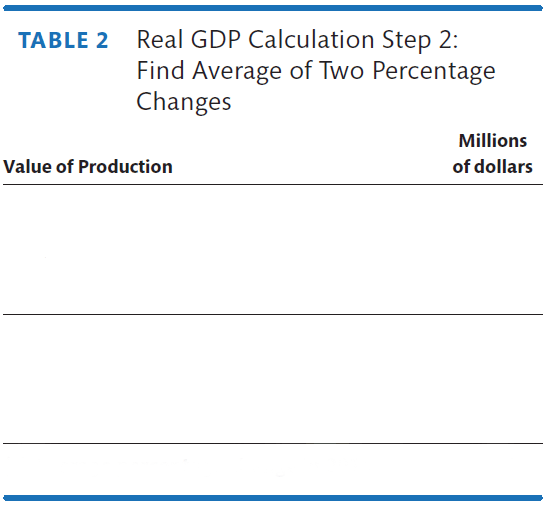 TABLE 2 Real GDP Calculation Step 2:
Find Average of Two Percentage
Changes
Millions
Value of Production of dollars